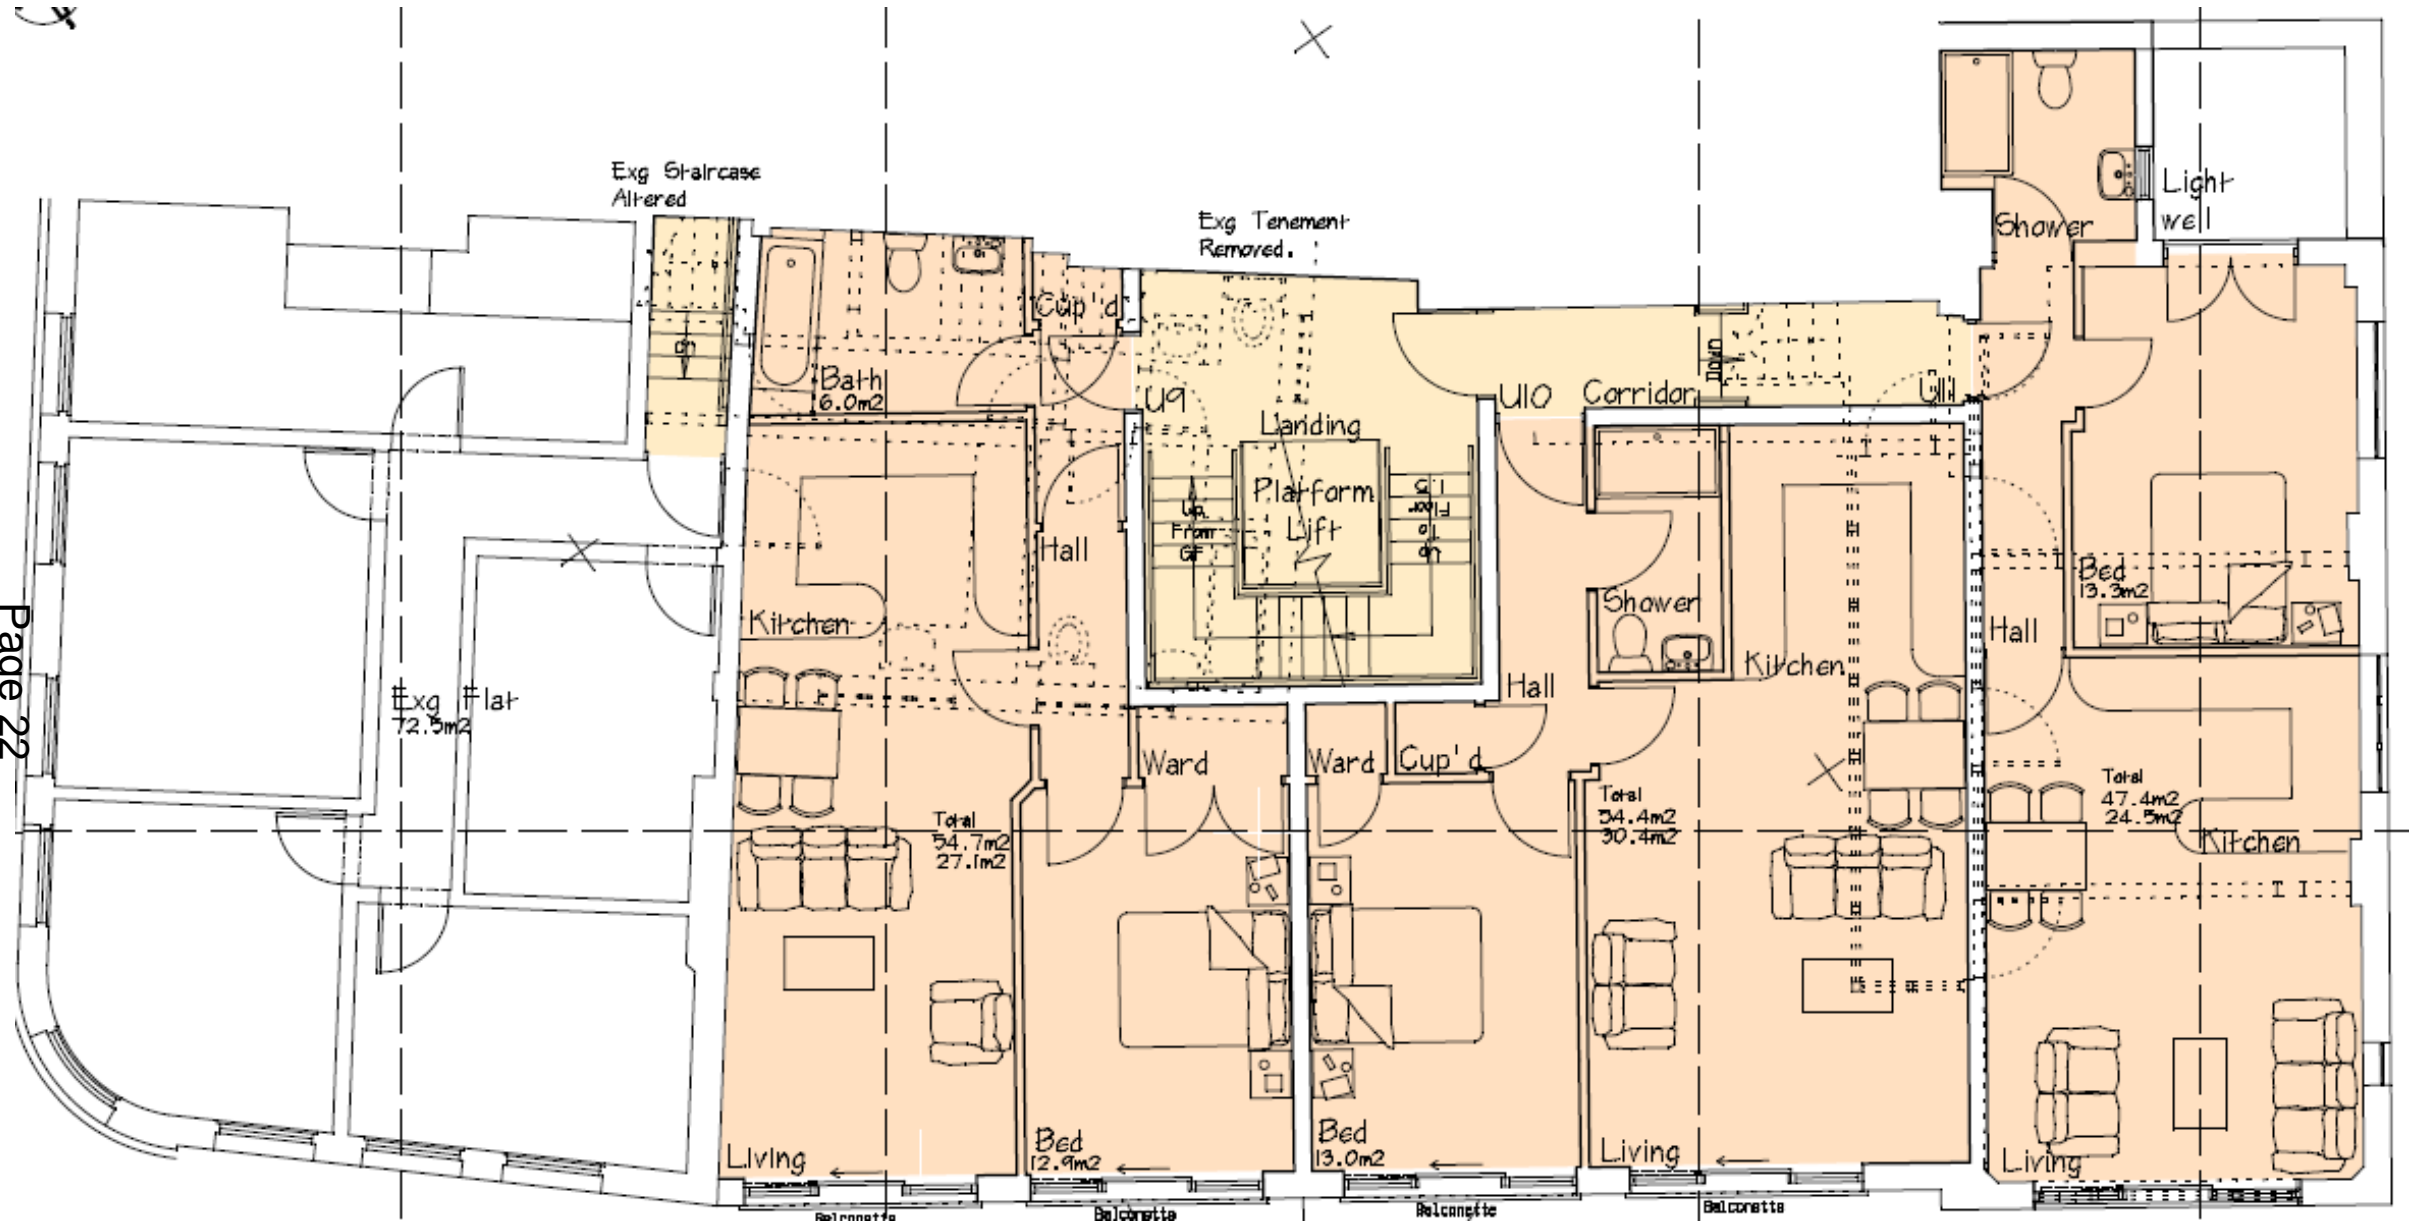 Exg Staircase
Altered
Exg Tenement
Removed.
Light
well
Shower
Cup'd
Dn
Bath
6.0m2
U9
Landing
U10
Corridor
Down
U11
Platform
Lift
Up
From
GF
Up
To
Floor
Hall
Kitchen
Shower
Kitchen
Hall
Bed
13.3m2
Page 22
Exg Flat
72.5m2
Hall
Ward
Ward
Cup'd
Total
54.7m2
27.1m2
Total
54.4m2
30.4m2
Total
47.4m2
24.5m2
Kitchen
Living
Bed
12.9m2
Bed
13.0m2
Living
Living
Balconette
Balconette
Balconette
Balconette